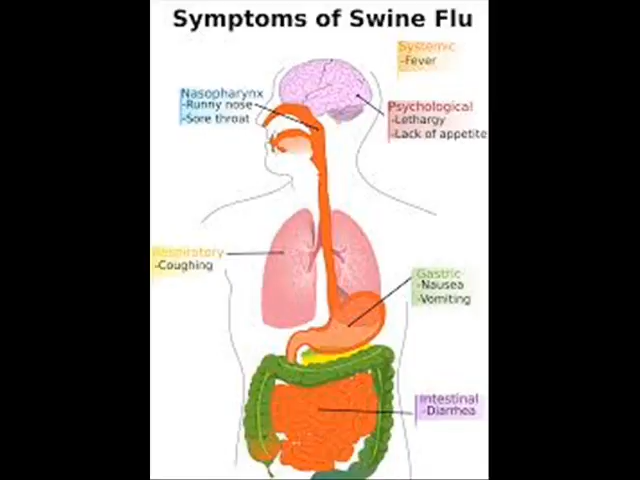 Symptoms of Swine Flu
Systemic
-Fever
Nasopharynx
-Runny nose
-Sore throat
Psychological
-Lethargy
-Lack of appetite
Respiratory
-Coughing
Gastric
-Nausea
-Vomiting
Intestinal
-Diarrhea